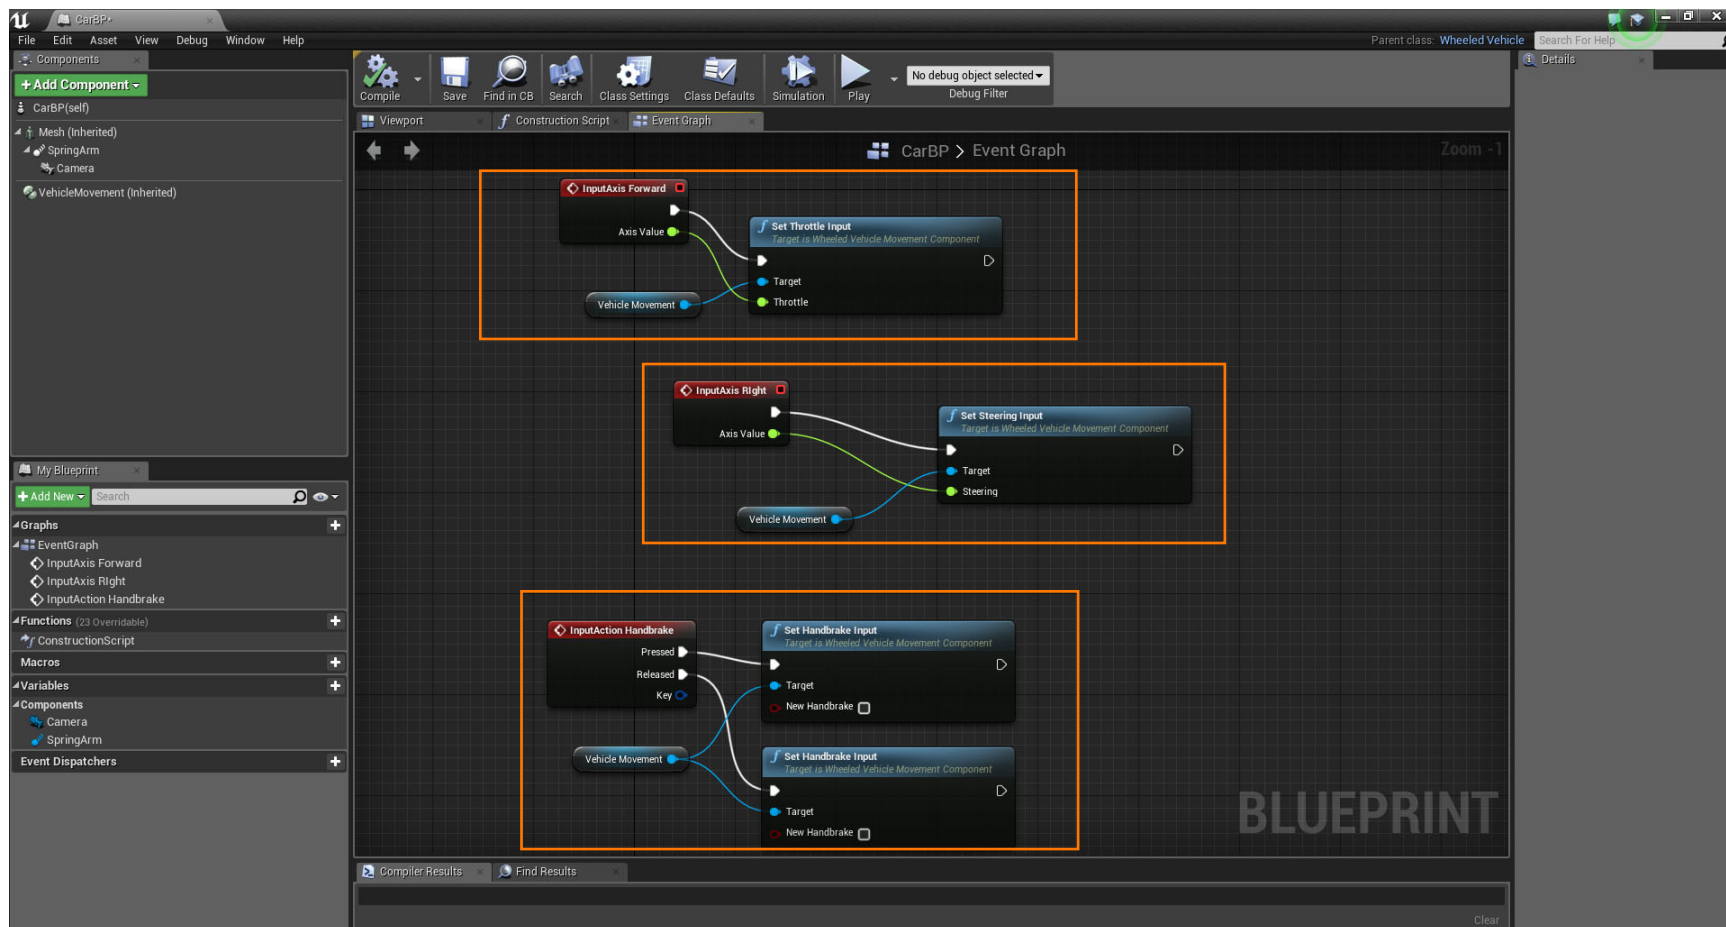 CarBP*
File Edit Asset View Debug Window Help
Parent class: Wheeled Vehicle
Search For Help
Components
Details
+Add Component
CarBP(self)
Mesh (Inherited)
SpringArm
Camera
VehicleMovement (Inherited)
Compile
Save
Find in CB
Search
Class Settings
Class Defaults
Simulation
Play
No debug object selected
Debug Filter
Viewport
Construction Script
Event Graph
CarBP > Event Graph
Zoom -1
InputAxis Forward
Axis Value
Set Throttle Input
Target is Wheeled Vehicle Movement Component
Target
Throttle
Vehicle Movement
InputAxis RIght
Axis Value
Set Steering Input
Target is Wheeled Vehicle Movement Component
Target
Steering
Vehicle Movement
InputAction Handbrake
Pressed
Released
Key
Set Handbrake Input
Target is Wheeled Vehicle Movement Component
Target
New Handbrake
Vehicle Movement
Set Handbrake Input
Target is Wheeled Vehicle Movement Component
Target
New Handbrake
BLUEPRINT
My Blueprint
+Add New
Search
Graphs
EventGraph
InputAxis Forward
InputAxis RIght
InputAction Handbrake
Functions (23 Overridable)
ConstructionScript
Macros
Variables
Components
Camera
SpringArm
Event Dispatchers
Compiler Results
Find Results
Clear